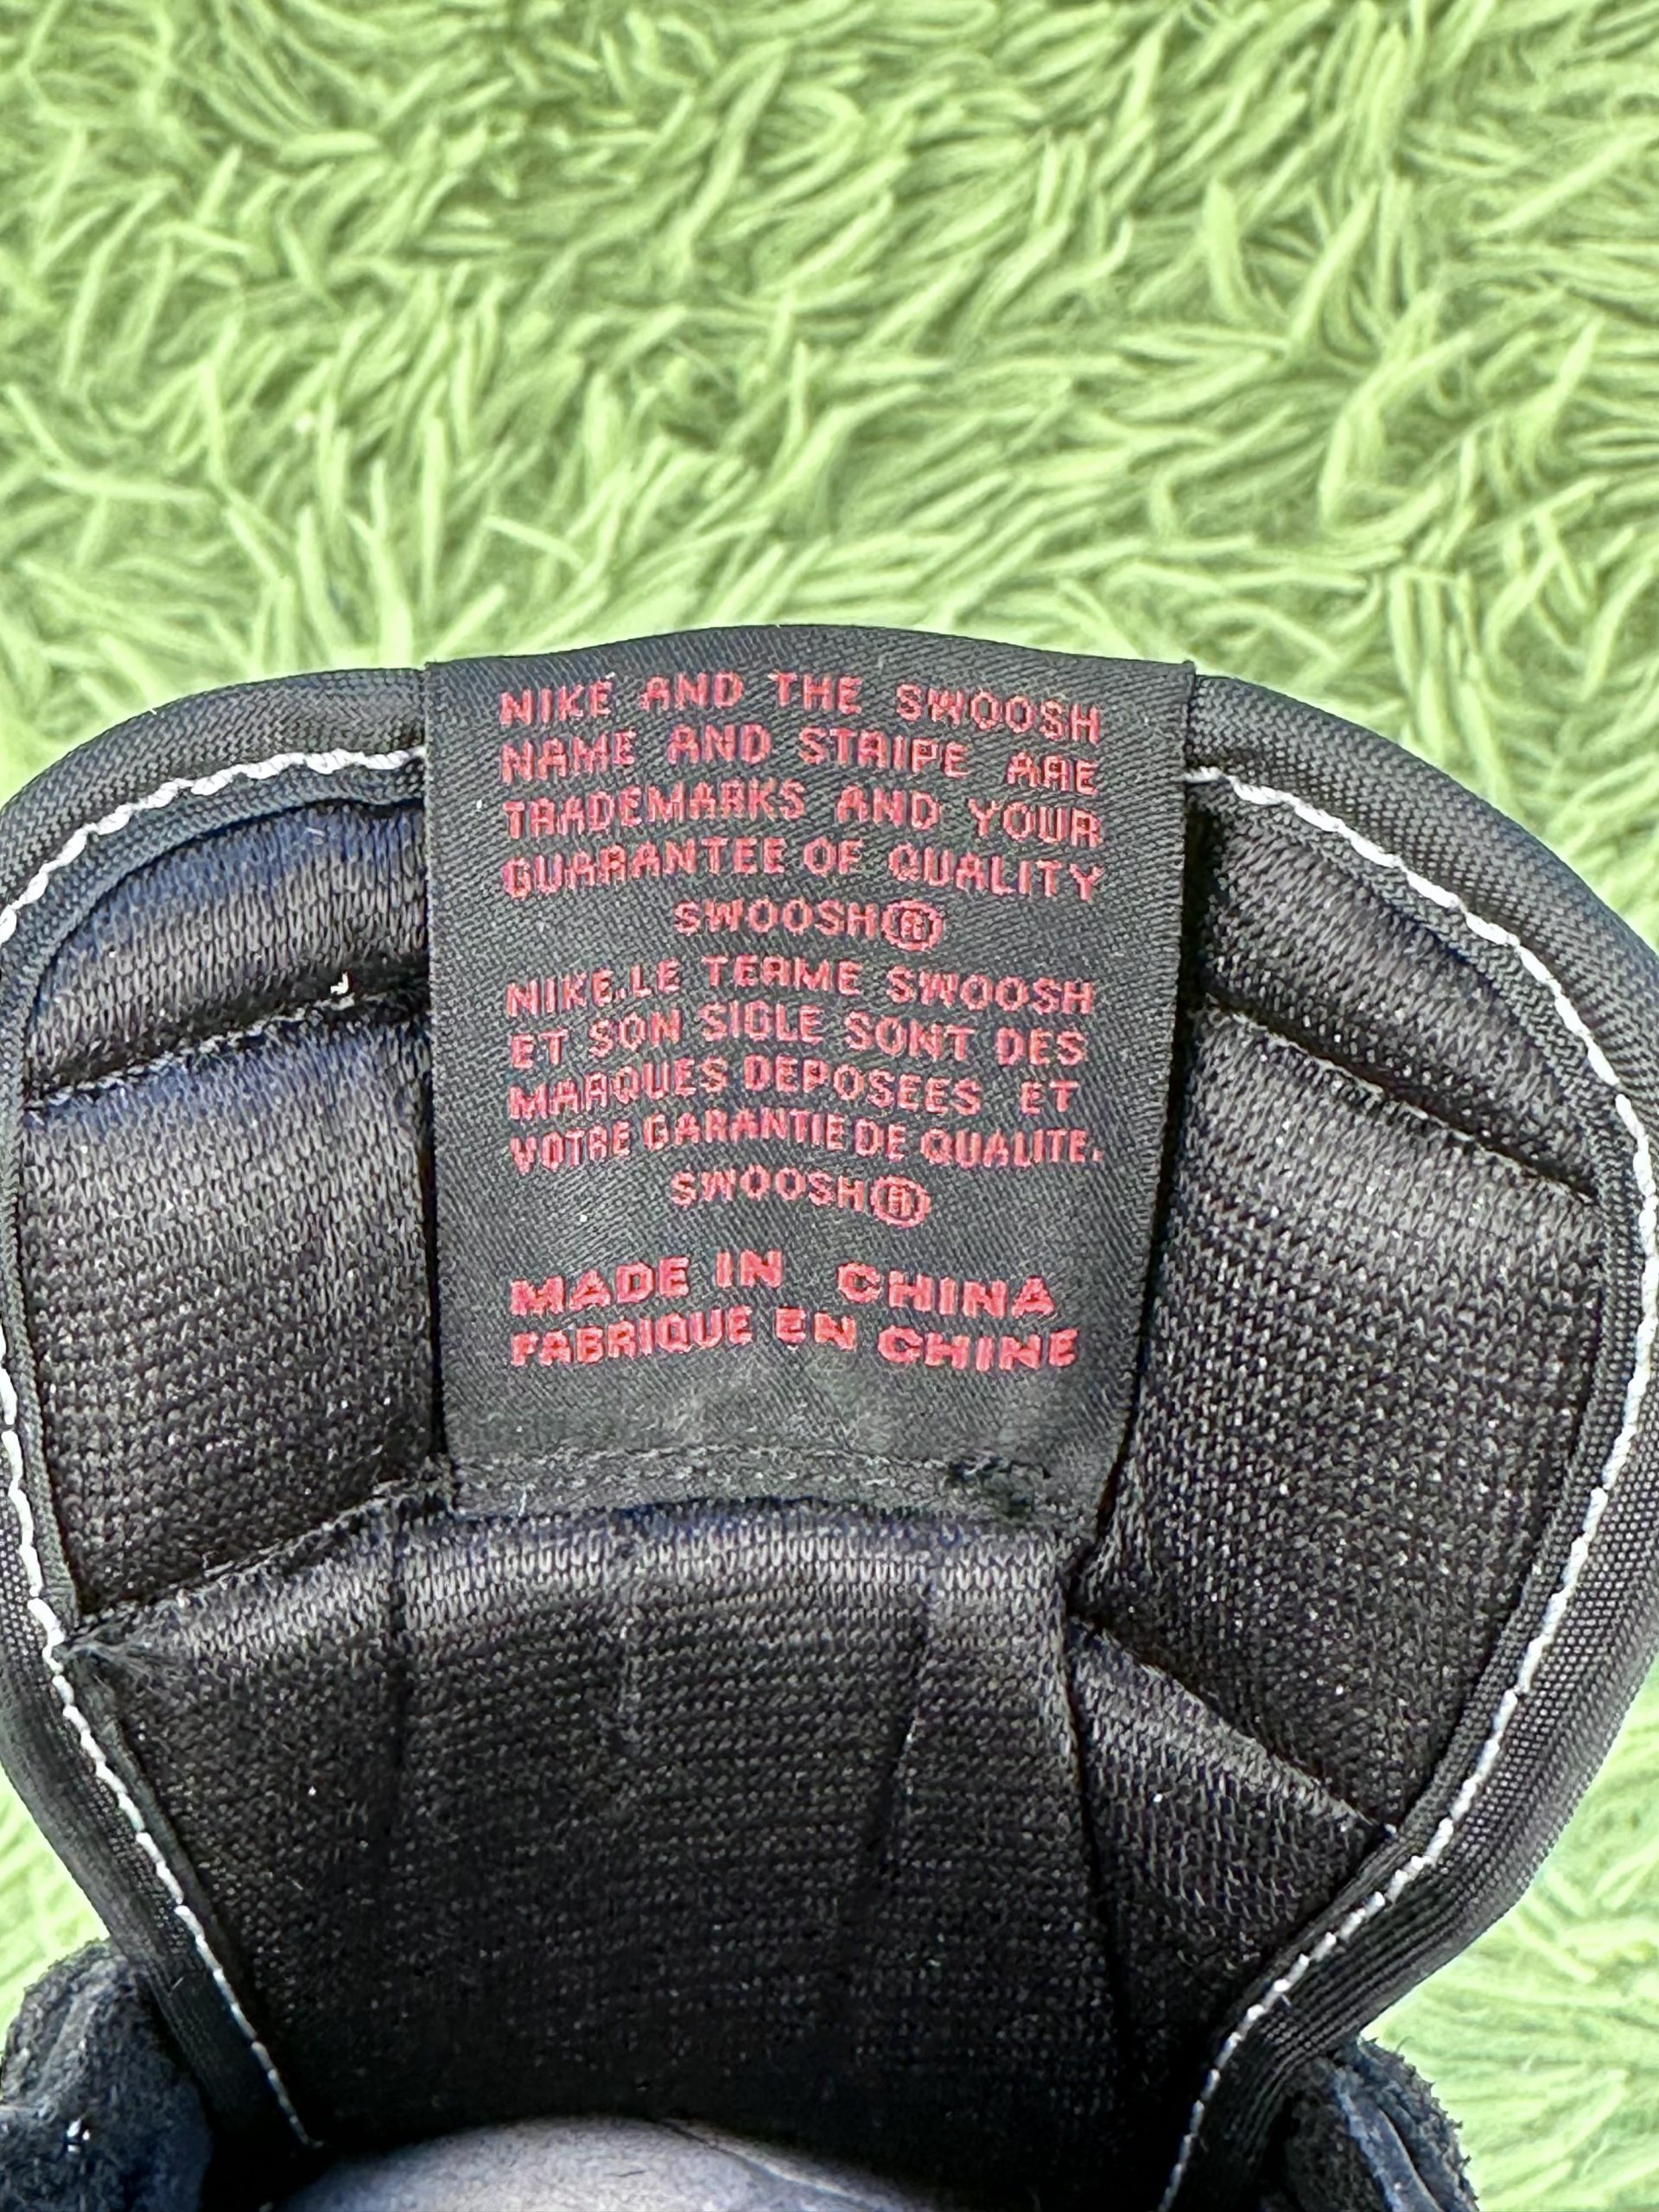 NIKE AND THE SWOOSH
NAME AND STRIPE ARE
TRADEMARKS AND YOUR
GUARANTEE OF QUALITY
SWOOSH®
NIKE.LE TERME SWOOSH
ET SON SIGLE SONT DES
MARQUES DEPOSEES ET
VOTRE GARANTIE DE QUALITE.
SWOOSH®
MADE IN CHINA
FABRIQUE EN CHINE